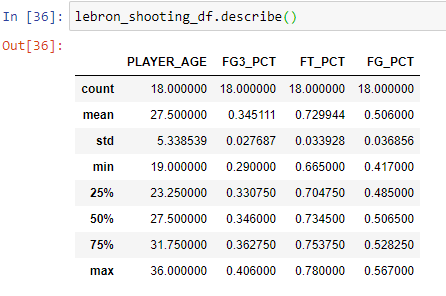 In [36]: lebron_shooting_df.describe()
Out[36]:
PLAYER_AGE FG3_PCT FT_PCT FG_PCT
count 18.000000 18.000000 18.000000 18.000000
mean 27.500000 0.345111 0.729944 0.506000
std 5.338539 0.027687 0.033928 0.036856
min 19.000000 0.290000 0.665000 0.417000
25% 23.250000 0.330750 0.704750 0.485000
50% 27.500000 0.346000 0.734500 0.506500
75% 31.750000 0.362750 0.753750 0.528250
max 36.000000 0.406000 0.780000 0.567000